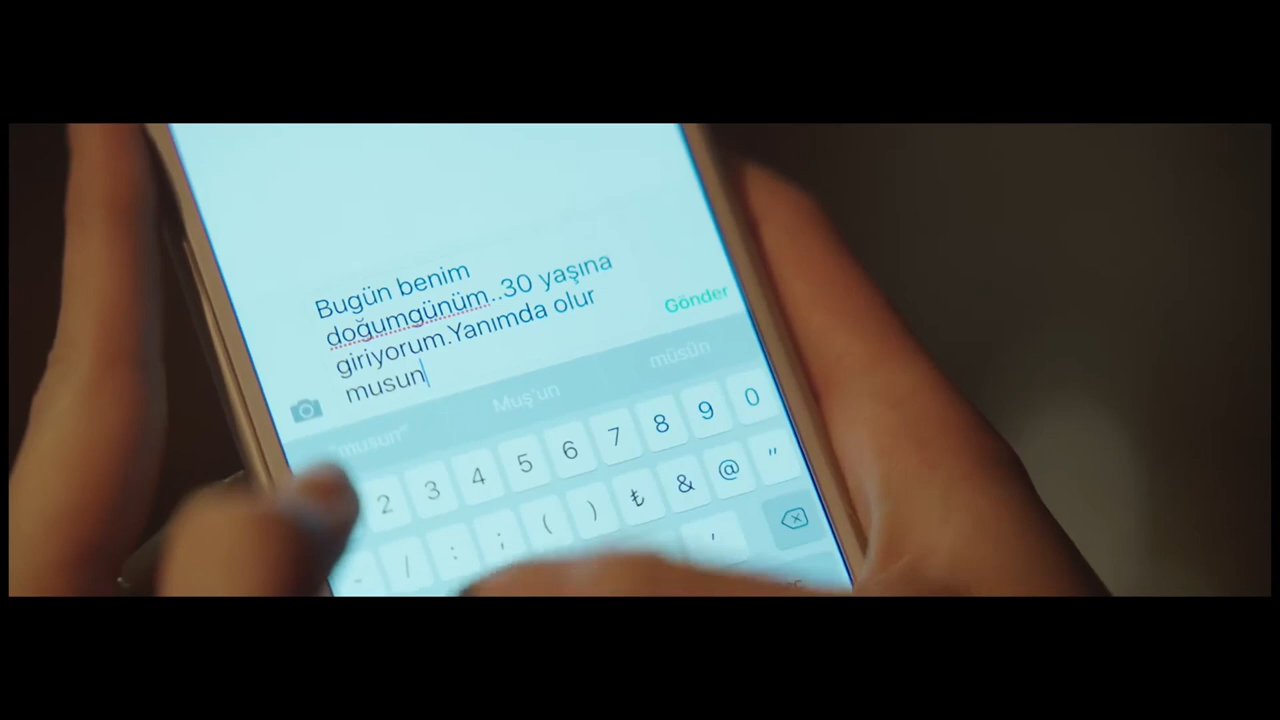 Bugün benim
doğumgünüm..30 yaşına
giriyorum.Yanımda olur
musun
Gönder
"musun" Muş'un müsün
2 3 4 5 6 7 8 9 0
- / : ; ( ) ₺ & @ "
'